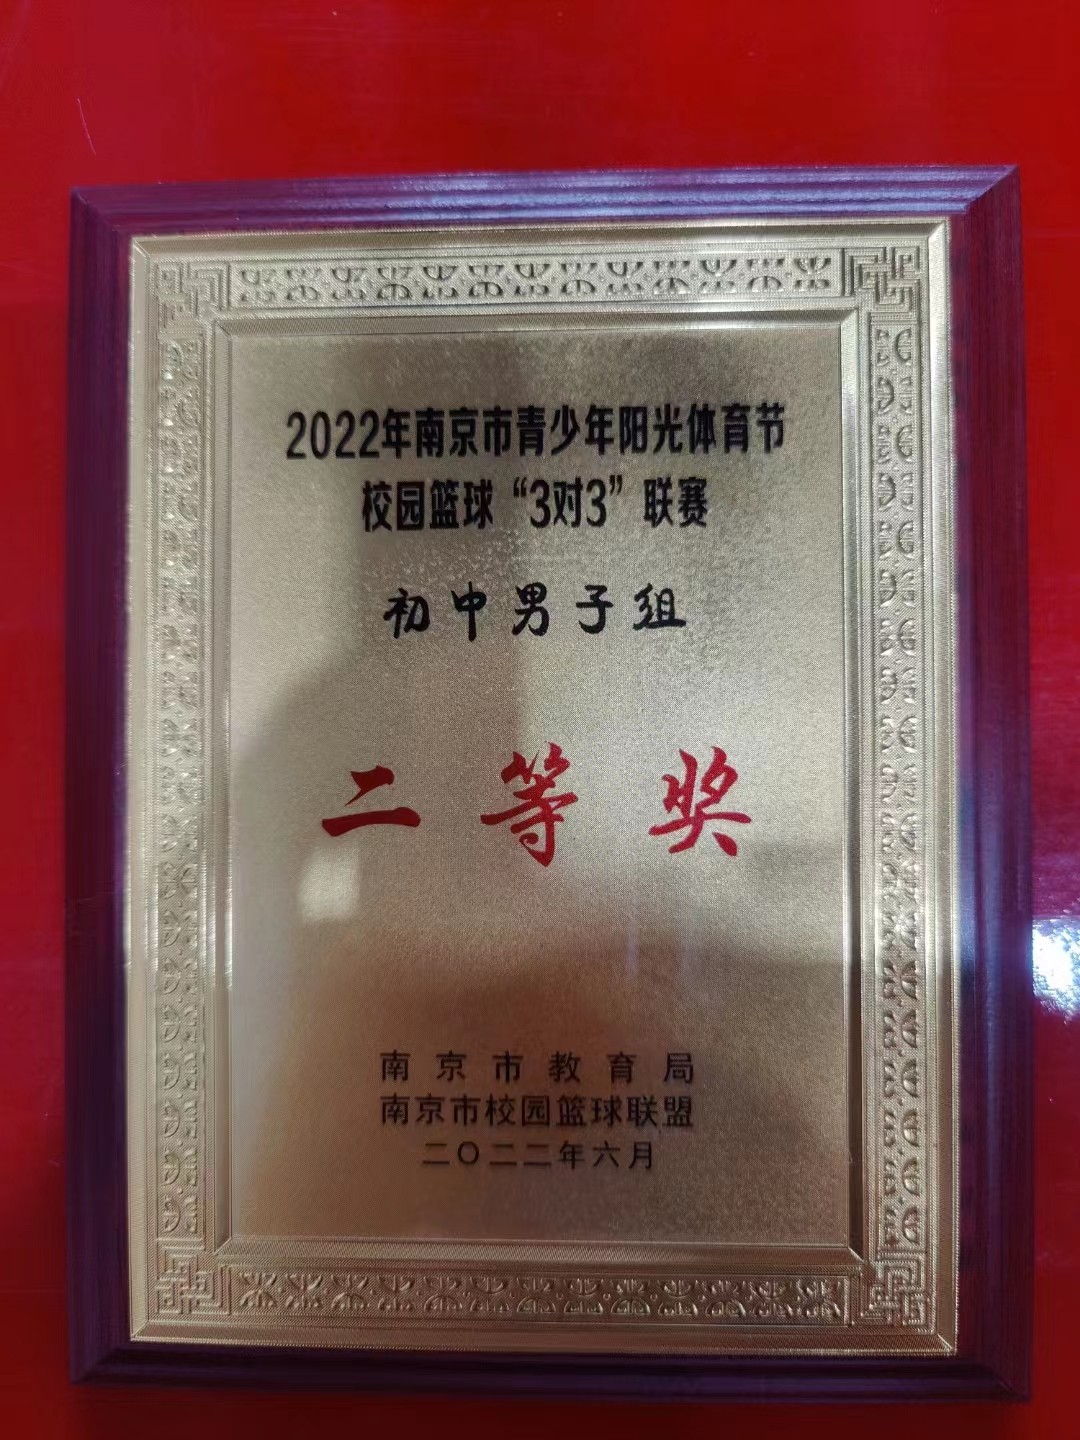 2022年南京市青少年阳光体育节
校园篮球“3对3”联赛
初中男子组
二等奖
南京市教育局
南京市校园篮球联盟
二〇二二年六月